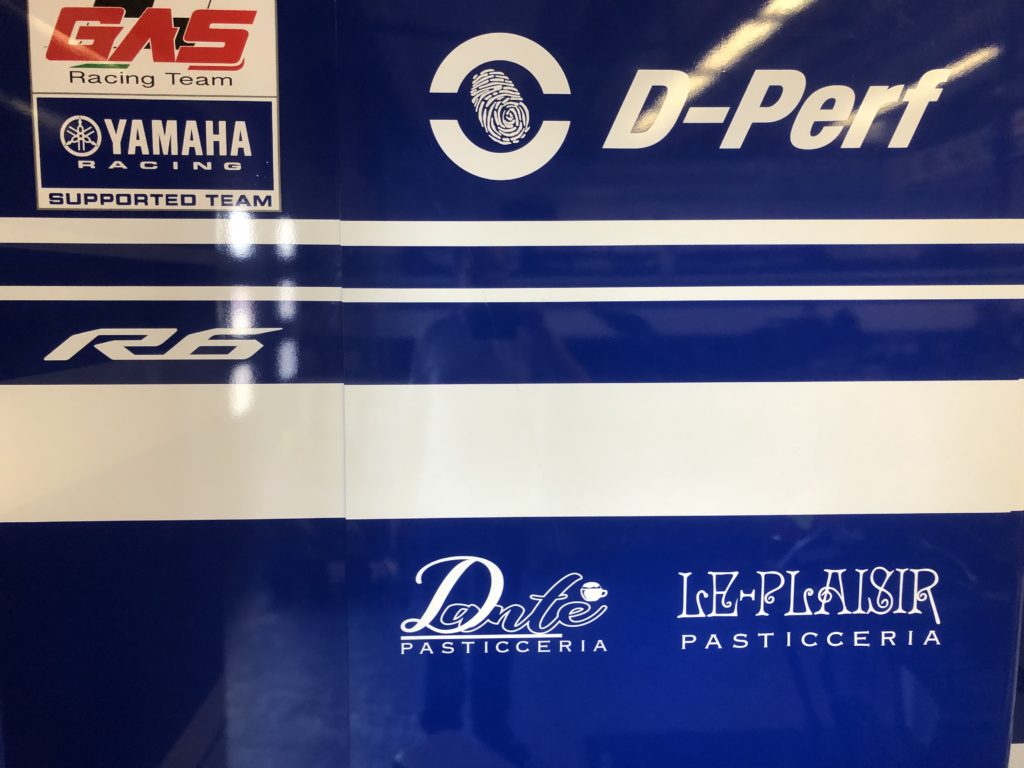 GAS
Racing Team
YAMAHA
RACING
SUPPORTED TEAM
D-Perf
R6
Dante
PASTICCERIA
LE-PLAISIR
PASTICCERIA